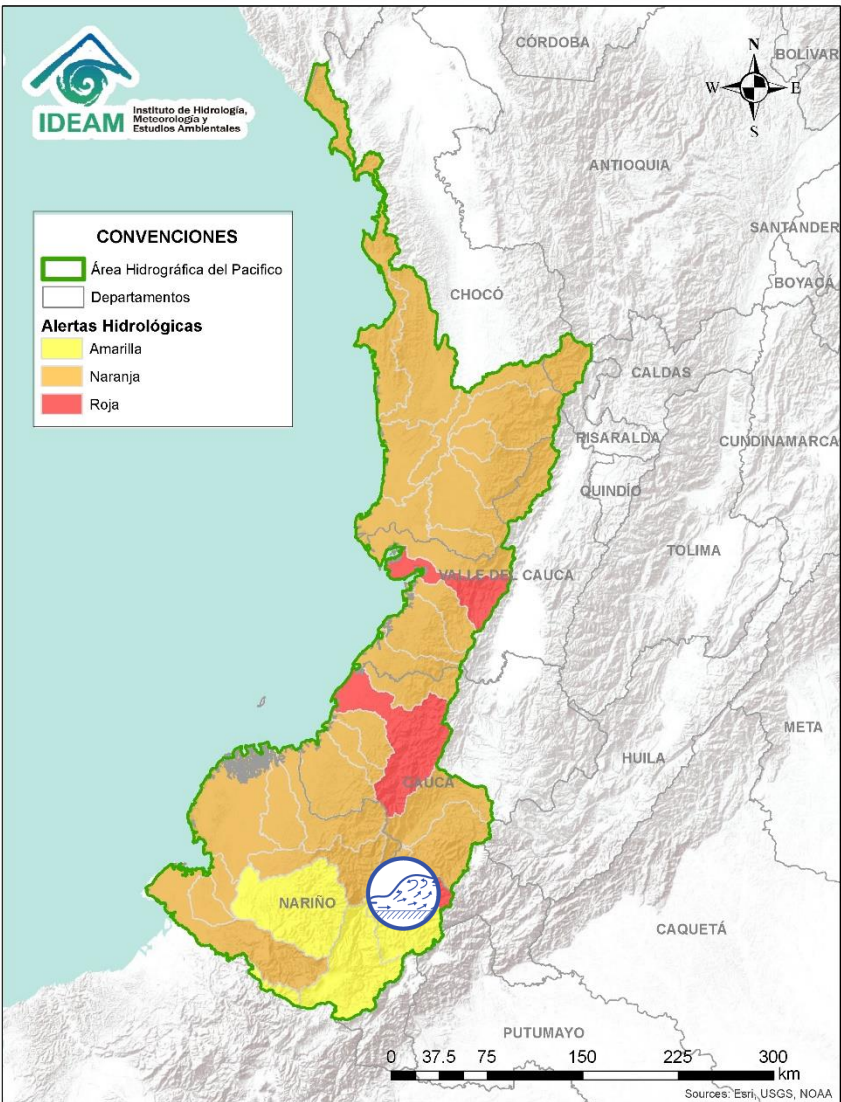 IDEAM
Instituto de Hidrología,
Meteorología y
Estudios Ambientales
N
W
E
S
CÓRDOBA
BOLIVAR
ANTIOQUIA
SANTANDER
BOYACÁ
CHOCÓ
CALDAS
RISARALDA
CUNDINAMARCA
QUINDÍO
TOLIMA
VALLE DEL CAUCA
META
HUILA
CAUCA
NARIÑO
CAQUETÁ
PUTUMAYO
CONVENCIONES
Área Hidrográfica del Pacifico
Departamentos
Alertas Hidrológicas
Amarilla
Naranja
Roja
0 37.5 75 150 225 300
km
Sources: Esri, USGS, NOAA